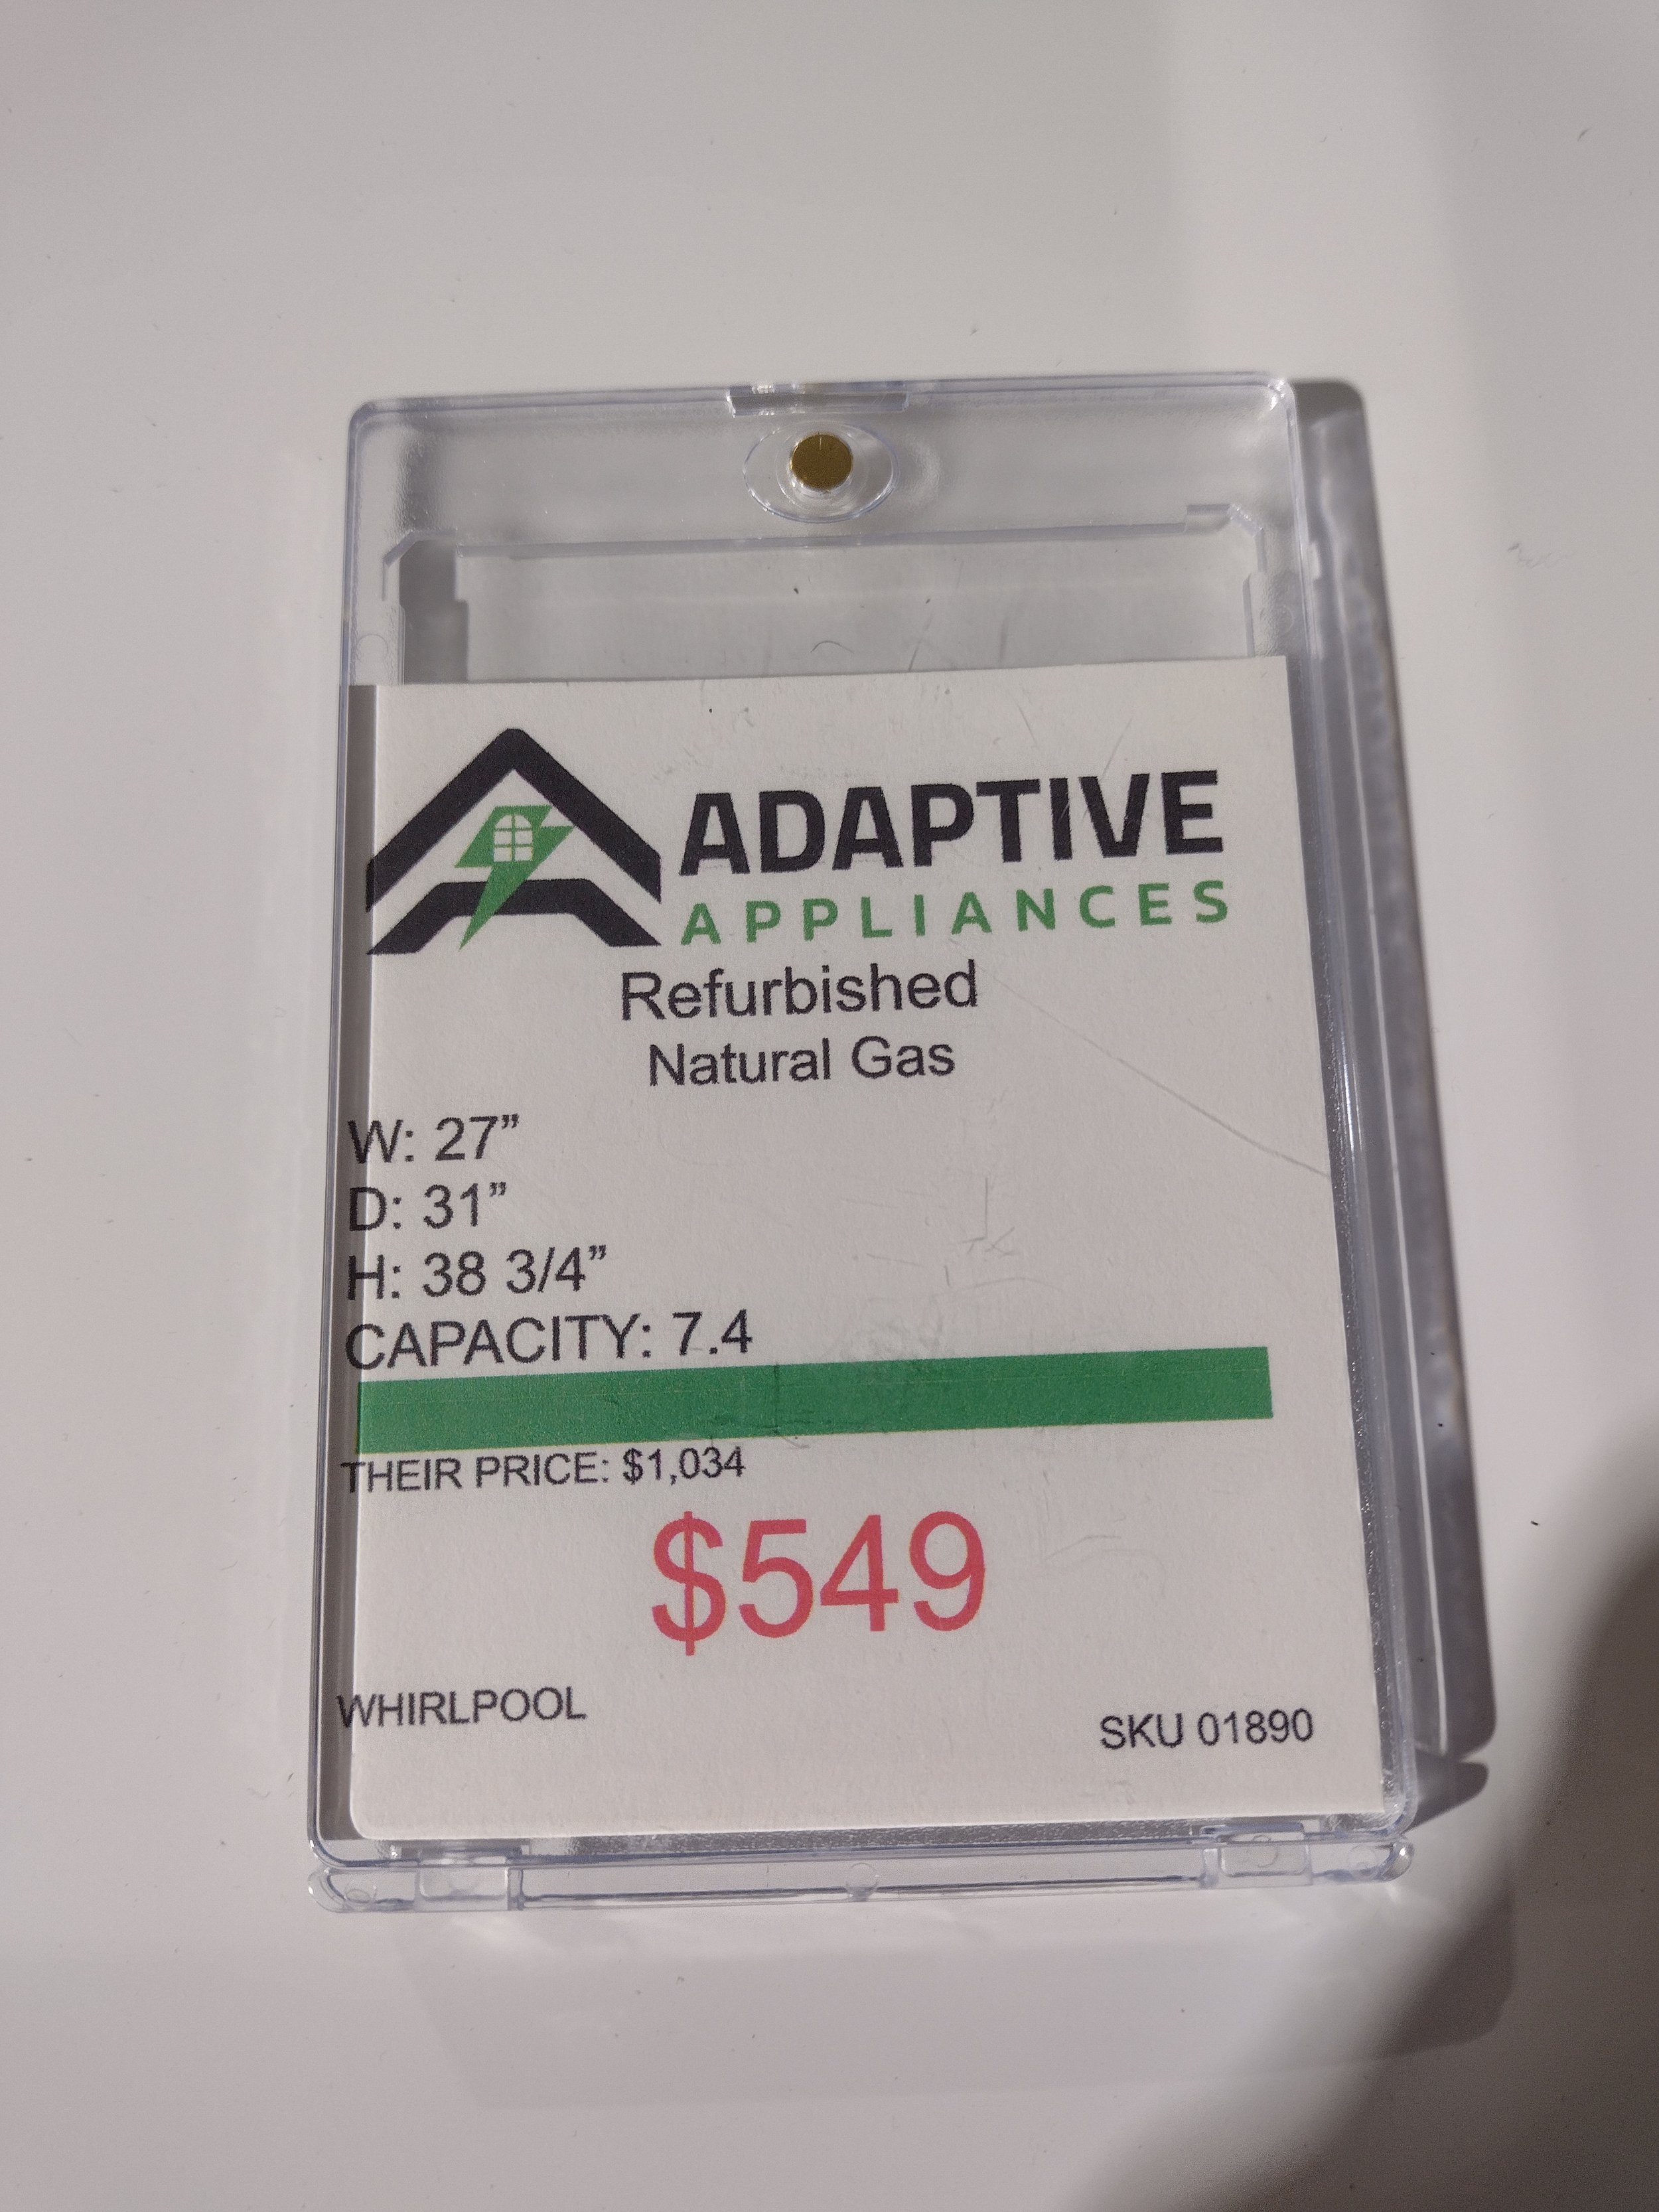 ADAPTIVE
APPLIANCES
Refurbished
Natural Gas
W: 27”
D: 31”
H: 38 3/4”
CAPACITY: 7.4
THEIR PRICE: $1,034
$549
WHIRLPOOL
SKU 01890